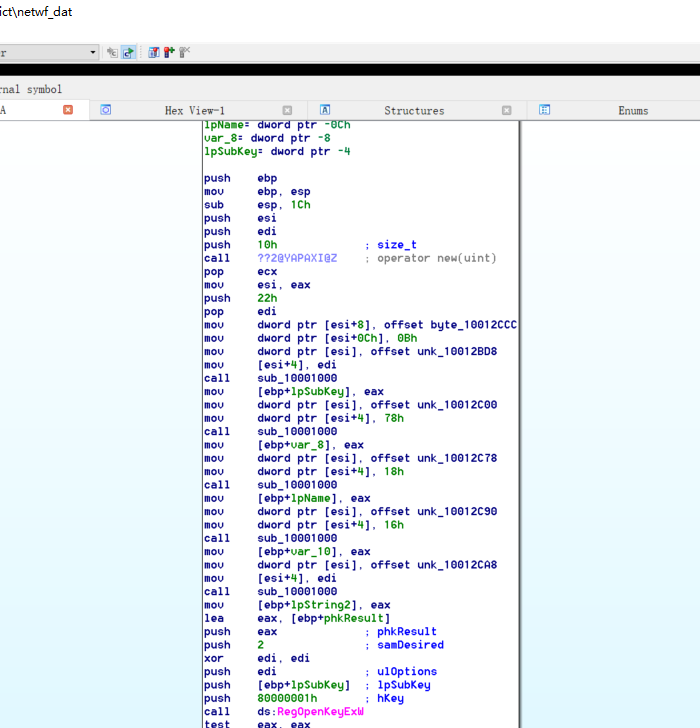 ict\netwf_dat
r
rnal symbol
A Hex View-1 Structures Enums
lpName= dword ptr -0Ch
var_8= dword ptr -8
lpSubKey= dword ptr -4
push ebp
mov ebp, esp
sub esp, 1Ch
push esi
push edi
push 10h ; size_t
call ??2@YAPAXI@Z ; operator new(uint)
pop ecx
mov esi, eax
push 22h
pop edi
mov dword ptr [esi+8], offset byte_10012CCC
mov dword ptr [esi+0Ch], 0Bh
mov dword ptr [esi], offset unk_10012BD8
mov [esi+4], edi
call sub_10001000
mov [ebp+lpSubKey], eax
mov dword ptr [esi], offset unk_10012C00
mov dword ptr [esi+4], 78h
call sub_10001000
mov [ebp+var_8], eax
mov dword ptr [esi], offset unk_10012C78
mov dword ptr [esi+4], 18h
call sub_10001000
mov [ebp+lpName], eax
mov dword ptr [esi], offset unk_10012C90
mov dword ptr [esi+4], 16h
call sub_10001000
mov [ebp+var_10], eax
mov dword ptr [esi], offset unk_10012CA8
mov [esi+4], edi
call sub_10001000
mov [ebp+lpString2], eax
lea eax, [ebp+phkResult]
push eax ; phkResult
push 2 ; samDesired
xor edi, edi
push edi ; ulOptions
push [ebp+lpSubKey] ; lpSubKey
push 80000001h ; hKey
call ds:RegOpenKeyExW
test eax, eax